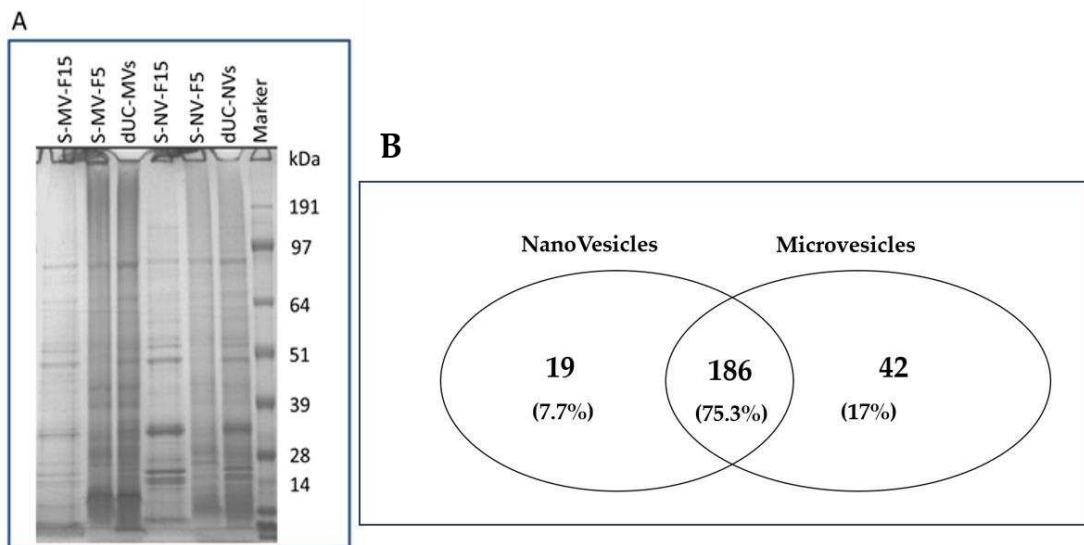 A
S-MV-F15
S-MV-F5
dUC-MVs
S-NV-F15
S-NV-F5
dUC-NVs
Marker
kDa
191
97
64
51
39
28
14
B
NanoVesicles Microvesicles
19 186 42
(7.7%) (75.3%) (17%)